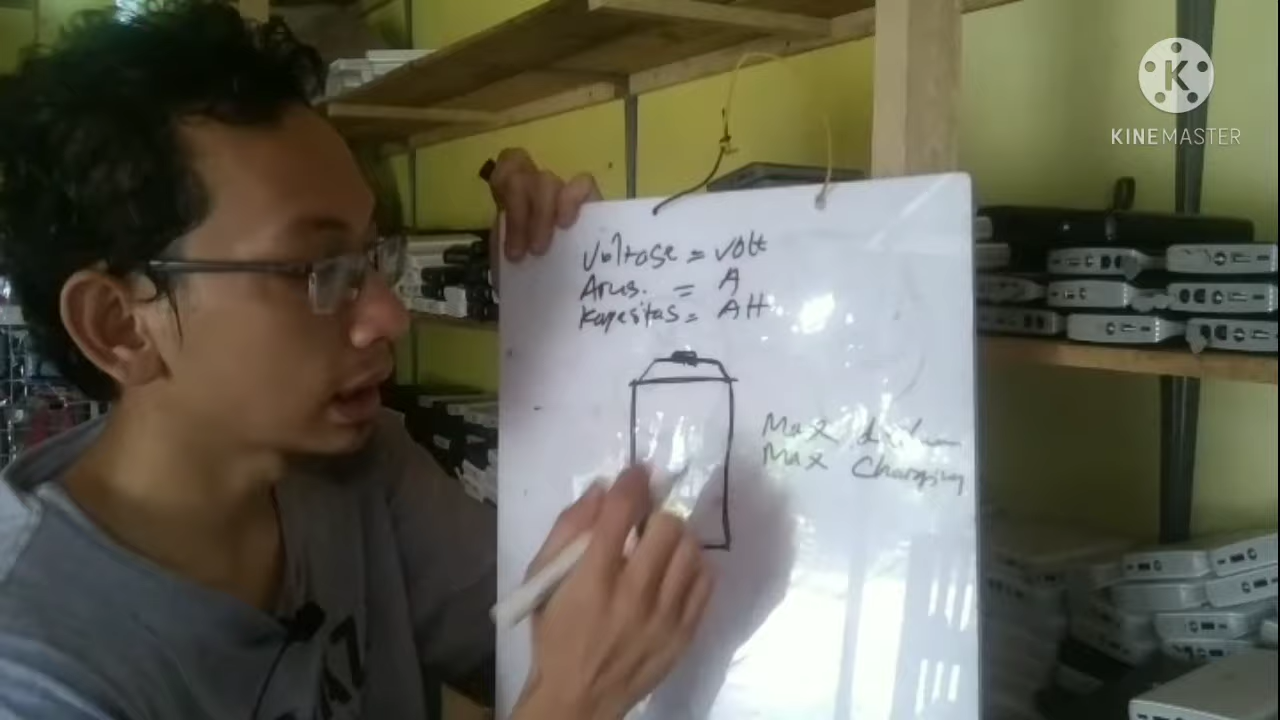 KINEMASTER
Voltase = Volt
Arus. = A
Kapasitas = AH
Max
Max Charging